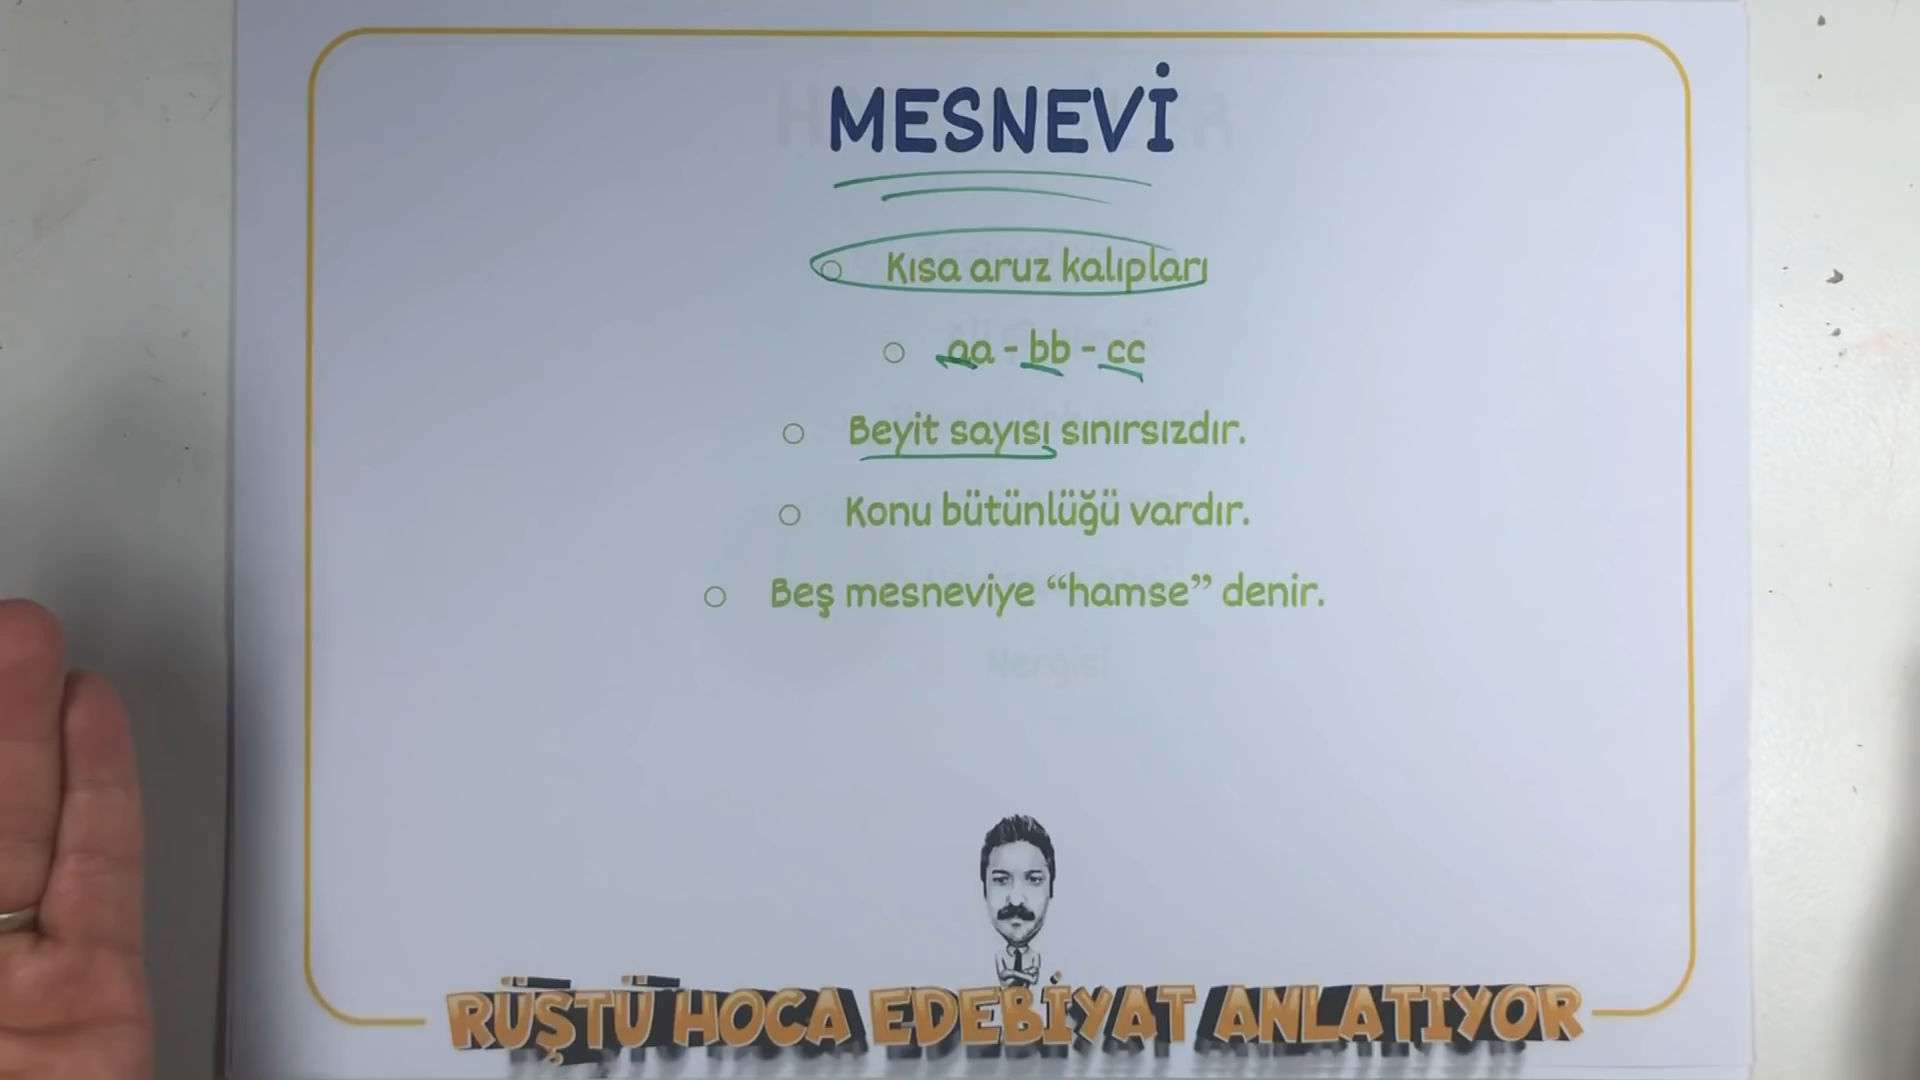 MESNEVİ
○ Kısa aruz kalıpları
○ aa - bb - cc
○ Beyit sayısı sınırsızdır.
○ Konu bütünlüğü vardır.
○ Beş mesneviye “hamse” denir.
Nergisî
RÜŞTÜ HOCA EDEBİYAT ANLATIYOR